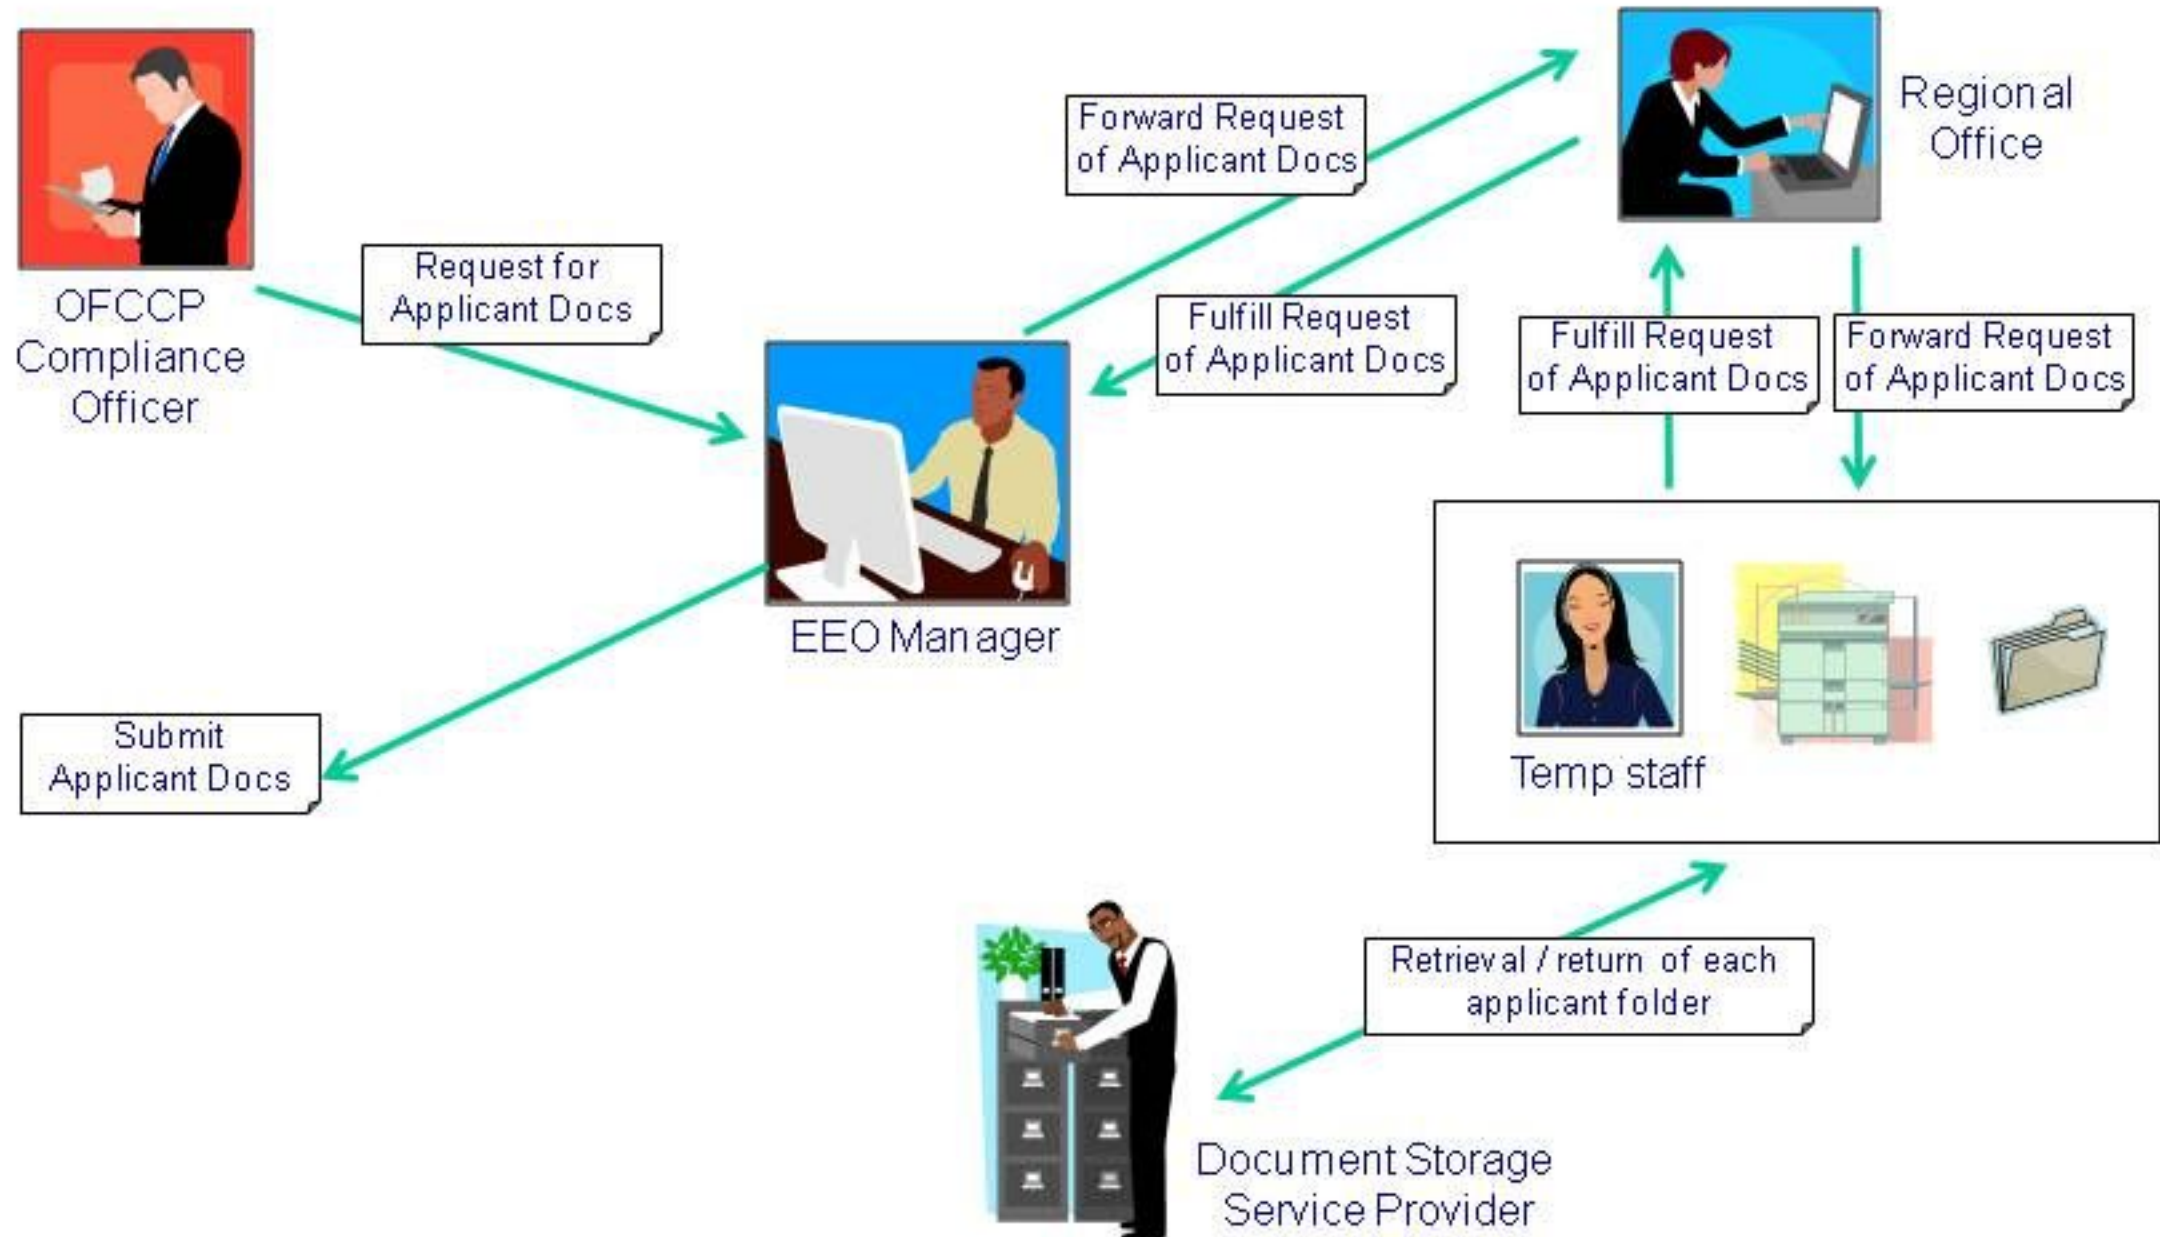 Regional
Office
Forward Request
of Applicant Docs
Request for
Applicant Docs
OFCCP
Compliance
Officer
Fulfill Request
of Applicant Docs
Fulfill Request
of Applicant Docs
Forward Request
of Applicant Docs
EEO Manager
Submit
Applicant Docs
Temp staff
Retrieval / return of each
applicant folder
Document Storage
Service Provider